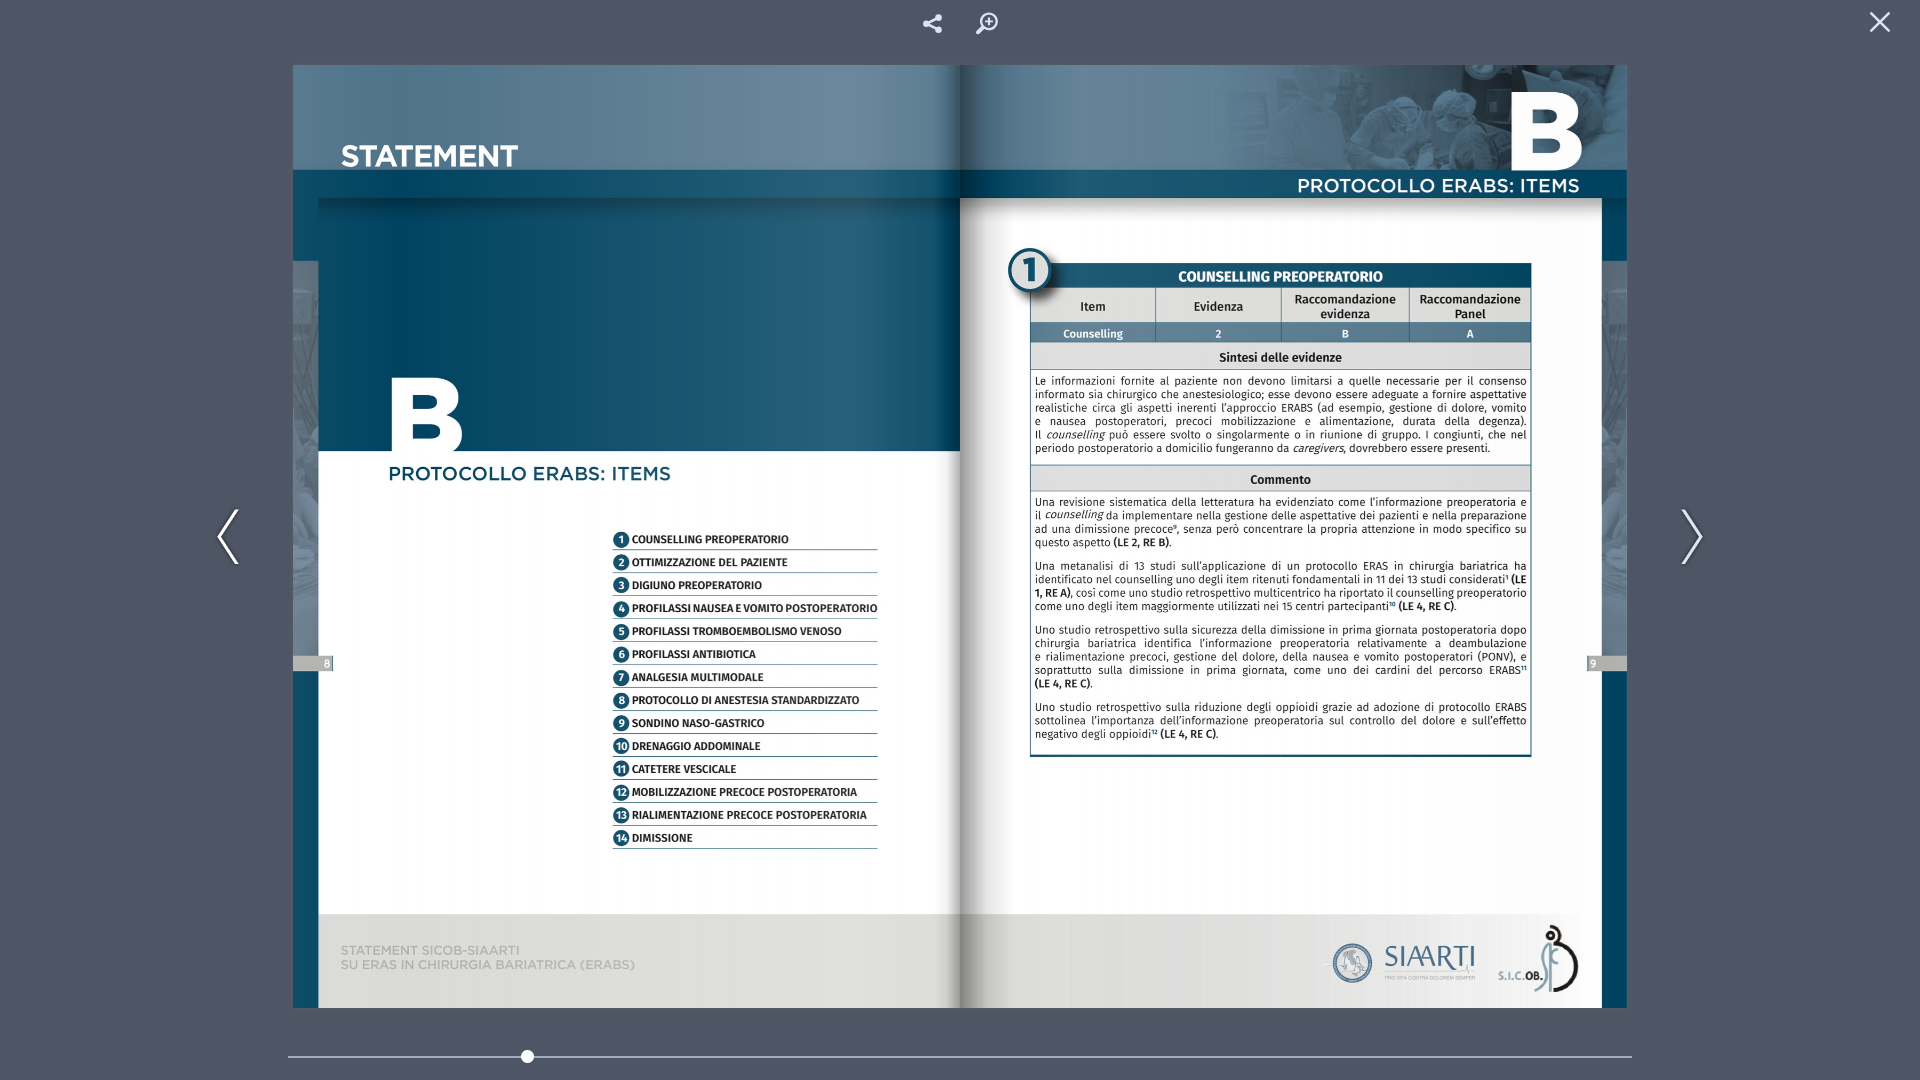 STATEMENT
B
PROTOCOLLO ERABS: ITEMS
1 COUNSELLING PREOPERATORIO
2 OTTIMIZZAZIONE DEL PAZIENTE
3 DIGIUNO PREOPERATORIO
4 PROFILASSI NAUSEA E VOMITO POSTOPERATORIO
5 PROFILASSI TROMBOEMBOLISMO VENOSO
6 PROFILASSI ANTIBIOTICA
7 ANALGESIA MULTIMODALE
8 PROTOCOLLO DI ANESTESIA STANDARDIZZATO
9 SONDINO NASO-GASTRICO
10 DRENAGGIO ADDOMINALE
11 CATETERE VESCICALE
12 MOBILIZZAZIONE PRECOCE POSTOPERATORIA
13 RIALIMENTAZIONE PRECOCE POSTOPERATORIA
14 DIMISSIONE
8
STATEMENT SICOB-SIAARTI
SU ERAS IN CHIRURGIA BARIATRICA (ERABS)
B
PROTOCOLLO ERABS: ITEMS
1
COUNSELLING PREOPERATORIO
Item Evidenza Raccomandazione evidenza Raccomandazione Panel
Counselling 2 B A
Sintesi delle evidenze
Le informazioni fornite al paziente non devono limitarsi a quelle necessarie per il consenso
informato sia chirurgico che anestesiologico; esse devono essere adeguate a fornire aspettative
realistiche circa gli aspetti inerenti l'approccio ERABS (ad esempio, gestione di dolore, vomito
e nausea postoperatori, precoci mobilizzazione e alimentazione, durata della degenza).
Il counselling può essere svolto o singolarmente o in riunione di gruppo. I congiunti, che nel
periodo postoperatorio a domicilio fungeranno da caregivers, dovrebbero essere presenti.
Commento
Una revisione sistematica della letteratura ha evidenziato come l'informazione preoperatoria e
il counselling da implementare nella gestione delle aspettative dei pazienti e nella preparazione
ad una dimissione precoce⁹, senza però concentrare la propria attenzione in modo specifico su
questo aspetto (LE 2, RE B).
Una metanalisi di 13 studi sull'applicazione di un protocollo ERAS in chirurgia bariatrica ha
identificato nel counselling uno degli item ritenuti fondamentali in 11 dei 13 studi considerati¹ (LE
1, RE A), così come uno studio retrospettivo multicentrico ha riportato il counselling preoperatorio
come uno degli item maggiormente utilizzati nei 15 centri partecipanti¹⁰ (LE 4, RE C).
Uno studio retrospettivo sulla sicurezza della dimissione in prima giornata postoperatoria dopo
chirurgia bariatrica identifica l'informazione preoperatoria relativamente a deambulazione
e rialimentazione precoci, gestione del dolore, della nausea e vomito postoperatori (PONV), e
soprattutto sulla dimissione in prima giornata, come uno dei cardini del percorso ERABS¹¹
(LE 4, RE C).
Uno studio retrospettivo sulla riduzione degli oppioidi grazie ad adozione di protocollo ERABS
sottolinea l'importanza dell'informazione preoperatoria sul controllo del dolore e sull'effetto
negativo degli oppioidi¹² (LE 4, RE C).
9
SIAARTI
PRO VITA CONTRA DOLOREM SEMPER
S.I.C.OB.